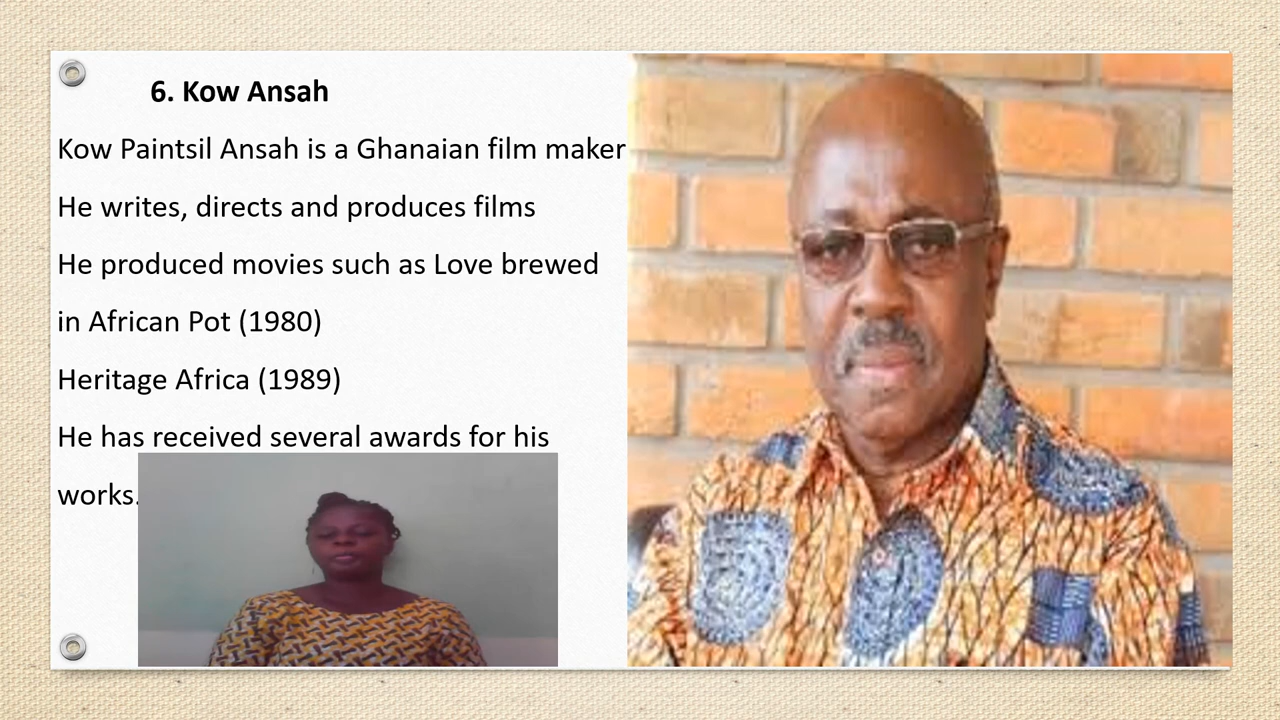 6. Kow Ansah
Kow Paintsil Ansah is a Ghanaian film maker
He writes, directs and produces films
He produced movies such as Love brewed
in African Pot (1980)
Heritage Africa (1989)
He has received several awards for his
works.